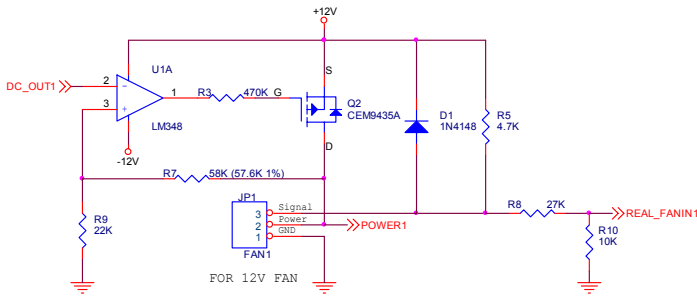 +12V
U1A
S
DC_OUT1
2
-
1
R3
470K
G
Q2
CEM9435A
D1
1N4148
R5
4.7K
3
+
LM348
D
-12V
R7
58K (57.6K 1%)
JP1
R9
22K
Signal
3
Power
2
POWER1
GND
1
FAN1
R8
27K
REAL_FANIN1
R10
10K
FOR 12V FAN